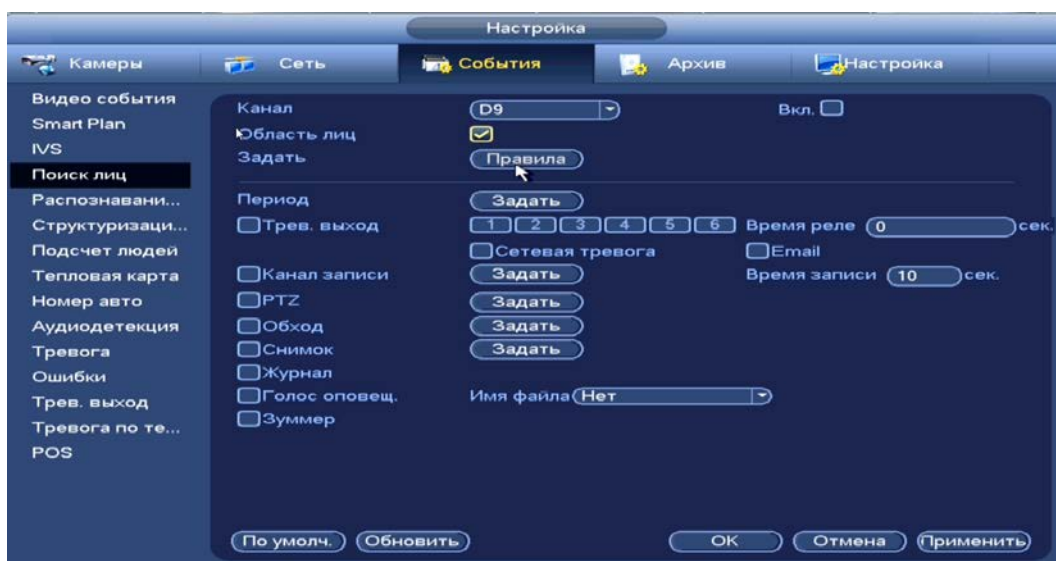 Настройка
Камеры Сеть События Архив Настройка
Видео события
Smart Plan
IVS
Поиск лиц
Распознавани...
Структуризаци...
Подсчет людей
Тепловая карта
Номер авто
Аудиодетекция
Тревога
Ошибки
Трев. выход
Тревога по те...
POS
Канал D9 Вкл.
Область лиц
Задать Правила
Период Задать
Трев. выход 1 2 3 4 5 6 Время реле 0 сек.
Сетевая тревога Email
Канал записи Задать Время записи 10 сек.
PTZ Задать
Обход Задать
Снимок Задать
Журнал
Голос оповещ. Имя файла Нет
Зуммер
По умолч. Обновить OK Отмена Применить